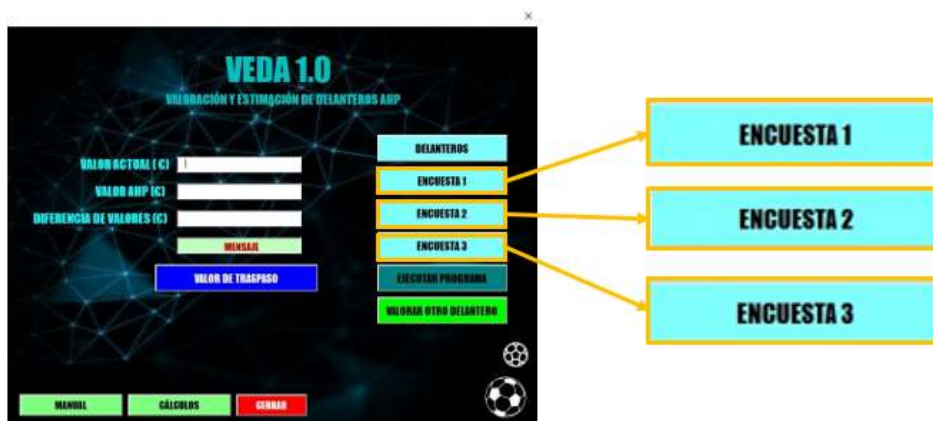 ×
VEDA 1.0
VALORACIÓN Y ESTIMACIÓN DE DELANTEROS AHP
VALOR ACTUAL (€)
VALOR AHP (€)
DIFERENCIA DE VALORES (€)
MENSAJE
VALOR DE TRASPASO
DELANTEROS
ENCUESTA 1
ENCUESTA 2
ENCUESTA 3
EJECUTAR PROGRAMA
VALORAR OTRO DELANTERO
MANUAL
CÁLCULOS
CERRAR
ENCUESTA 1
ENCUESTA 2
ENCUESTA 3